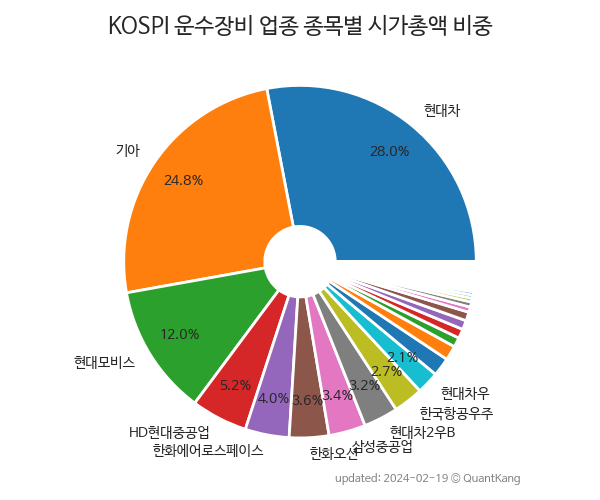 KOSPI 운수장비 업종 종목별 시가총액 비중
현대차
28.0%
기아
24.8%
현대모비스
12.0%
HD현대중공업
5.2%
한화에어로스페이스
4.0%
한화오션
3.6%
삼성중공업
3.4%
현대차2우B
3.2%
한국항공우주
2.7%
현대차우
2.1%
updated: 2024-02-19 © QuantKang